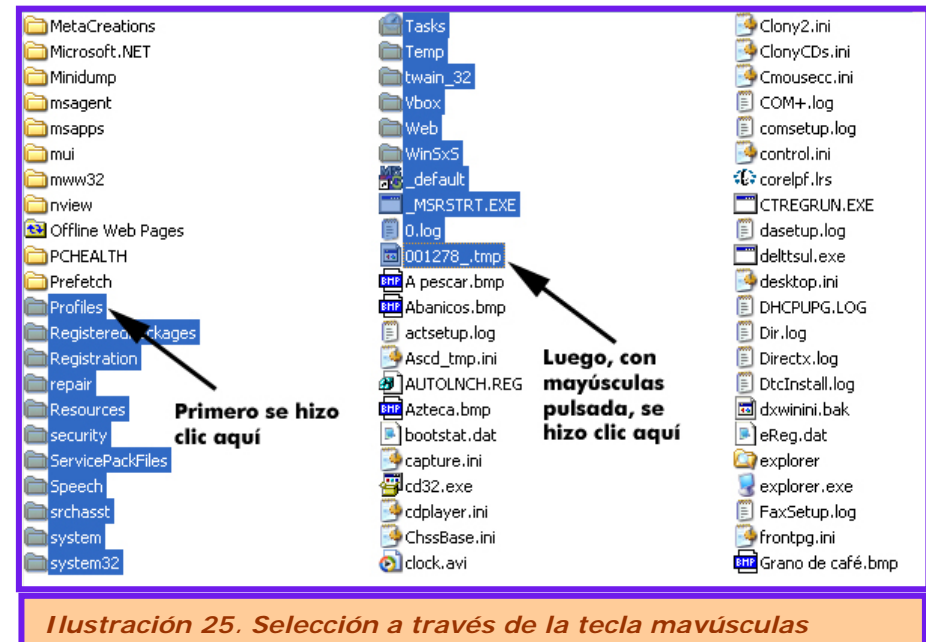 MetaCreations
Microsoft.NET
Minidump
msagent
msapps
mui
mww32
nview
Offline Web Pages
PCHEALTH
Prefetch
Profiles
RegisteredPackages
Registration
repair
Resources
security
ServicePackFiles
Speech
srchasst
system
system32
Primero se hizo
clic aquí
Tasks
Temp
twain_32
Vbox
Web
WinSxS
_default
_MSRSTRT.EXE
0.log
001278_.tmp
A pescar.bmp
Abanicos.bmp
actsetup.log
Ascd_tmp.ini
AUTOLNCH.REG
Azteca.bmp
bootstat.dat
capture.ini
cd32.exe
cdplayer.ini
ChssBase.ini
clock.avi
Luego, con
mayúsculas
pulsada, se
hizo clic aquí
Clony2.ini
ClonyCDs.ini
Cmousecc.ini
COM+.log
comsetup.log
control.ini
corelpf.lrs
CTREGRUN.EXE
dasetup.log
delttsul.exe
desktop.ini
DHCPUPG.LOG
Dir.log
Directx.log
DtcInstall.log
dxwinini.bak
eReg.dat
explorer
explorer.exe
FaxSetup.log
frontpg.ini
Grano de café.bmp
Ilustración 25. Selección a través de la tecla mayúsculas